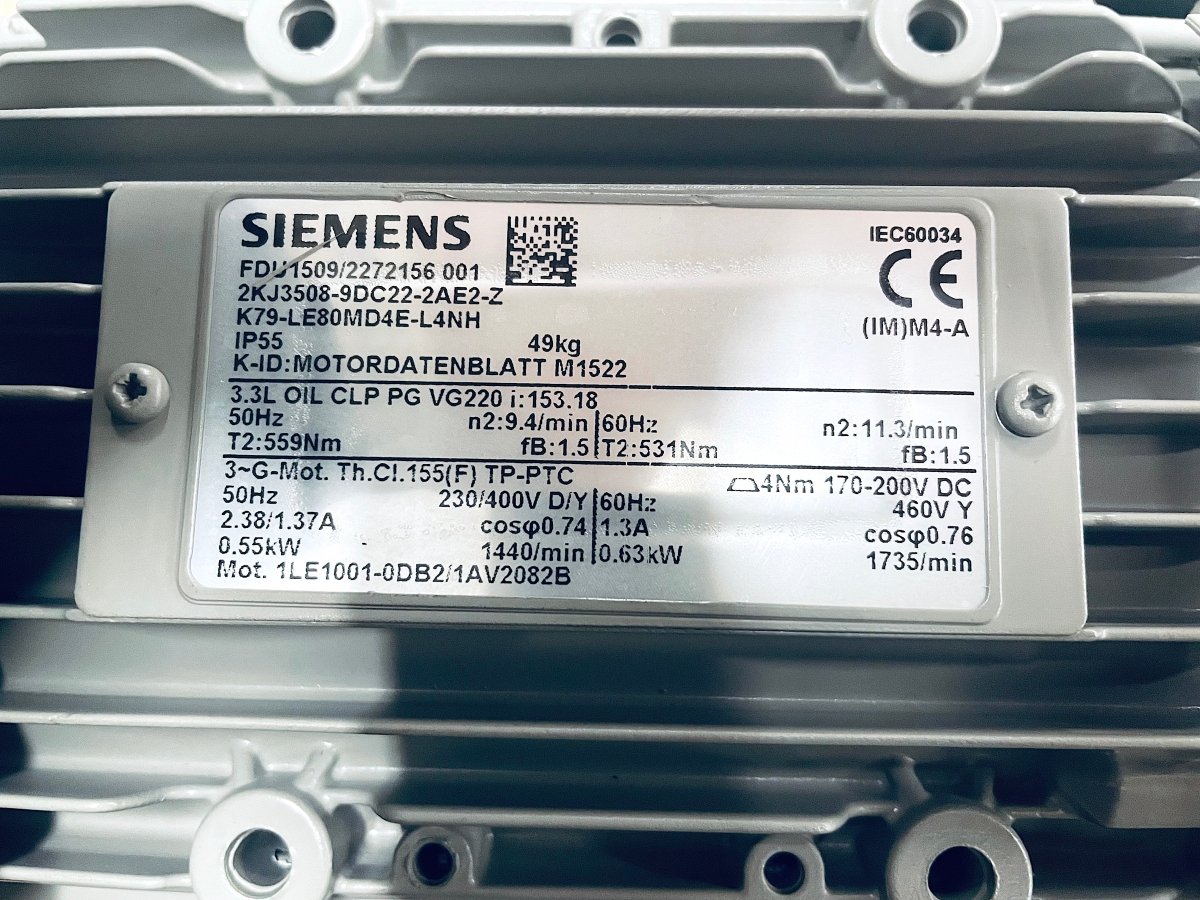 SIEMENS
IEC60034
FDU1509/2272156 001
CE
2KJ3508-9DC22-2AE2-Z
K79-LE80MD4E-L4NH
(IM)M4-A
IP55 49kg
K-ID:MOTORDATENBLATT M1522
3.3L OIL CLP PG VG220 i:153.18
50Hz n2:9.4/min 60Hz n2:11.3/min
T2:559Nm fB:1.5 T2:531Nm fB:1.5
3~G-Mot. Th.Cl.155(F) TP-PTC 4Nm 170-200V DC
50Hz 230/400V D/Y 60Hz 460V Y
2.38/1.37A cosφ0.74 1.3A cosφ0.76
0.55kW 1440/min 0.63kW 1735/min
Mot. 1LE1001-0DB2/1AV2082B